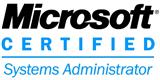 Microsoft®
CERTIFIED
Systems Administrator